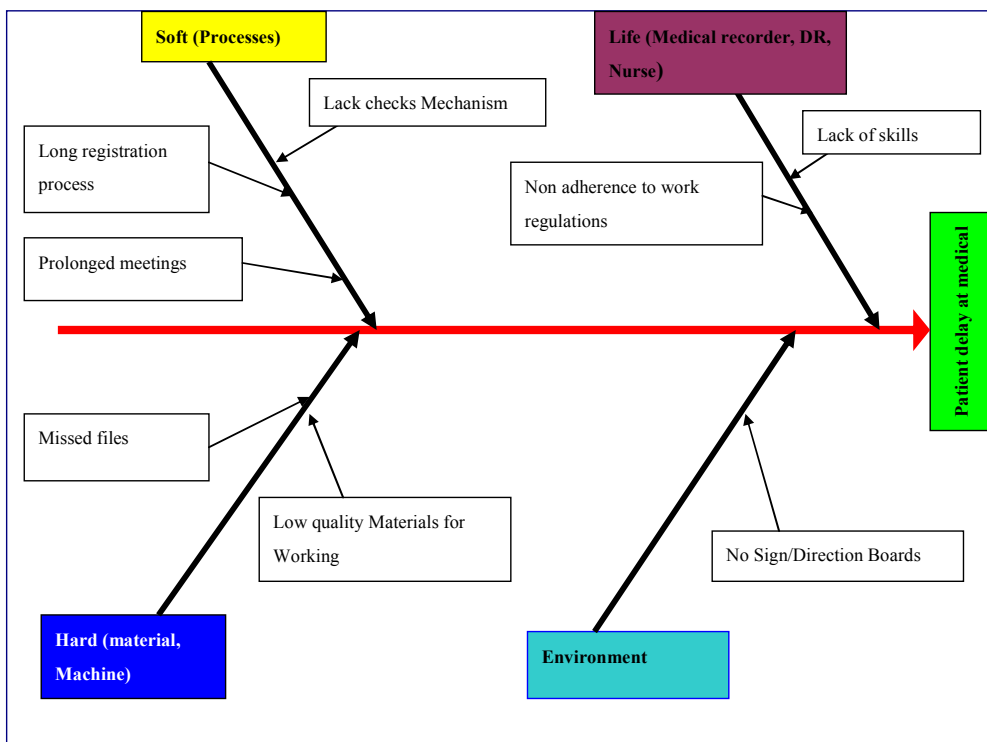 Soft (Processes)
Life (Medical recorder, DR,
Nurse)
Lack checks Mechanism
Lack of skills
Long registration
process
Non adherence to work
regulations
Prolonged meetings
Patient delay at medical
Missed files
Low quality Materials for
Working
No Sign/Direction Boards
Hard (material,
Machine)
Environment